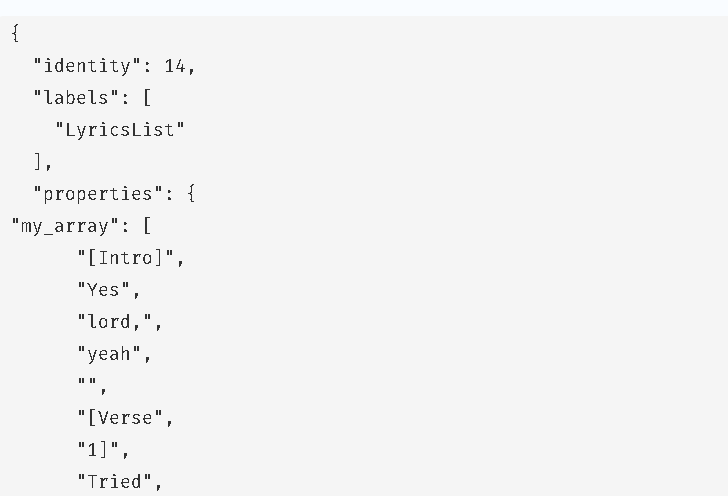 {
"identity": 14,
"labels": [
"LyricsList"
],
"properties": {
"my_array": [
"[Intro]",
"Yes",
"lord,",
"yeah",
"",
"[Verse",
"1]",
"Tried",